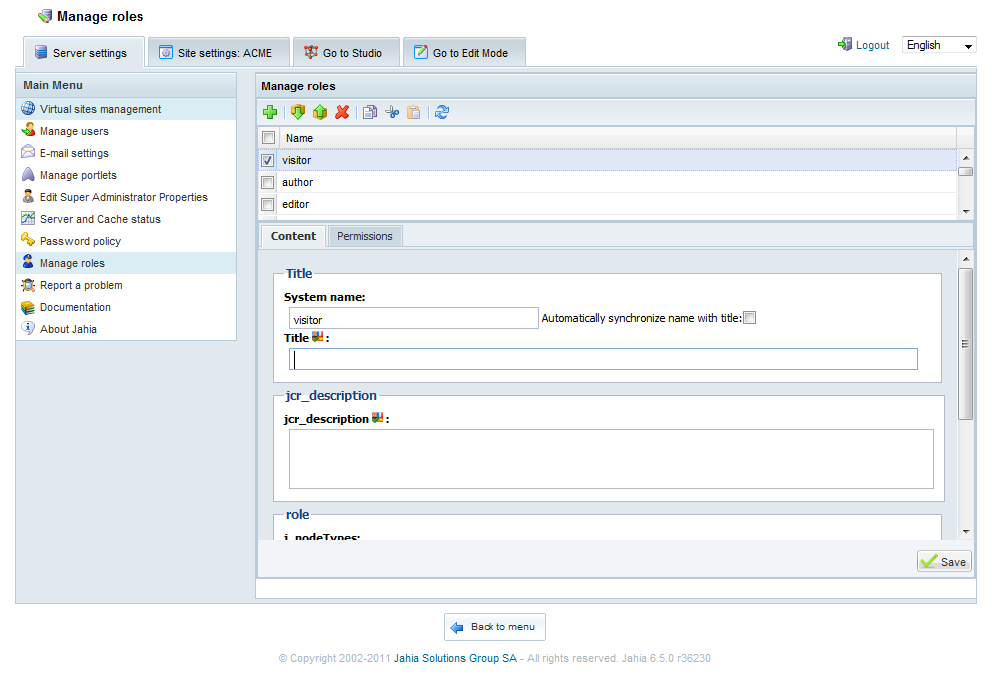 Manage roles
Server settings
Site settings: ACME
Go to Studio
Go to Edit Mode
Logout
English
Main Menu
Virtual sites management
Manage users
E-mail settings
Manage portlets
Edit Super Administrator Properties
Server and Cache status
Password policy
Manage roles
Report a problem
Documentation
About Jahia
Manage roles
Name
visitor
author
editor
Content
Permissions
Title
System name:
visitor
Automatically synchronize name with title:
Title :
jcr_description
jcr_description :
role
j_nodeTypes:
Save
Back to menu
© Copyright 2002-2011 Jahia Solutions Group SA - All rights reserved. Jahia 6.5.0 r36230